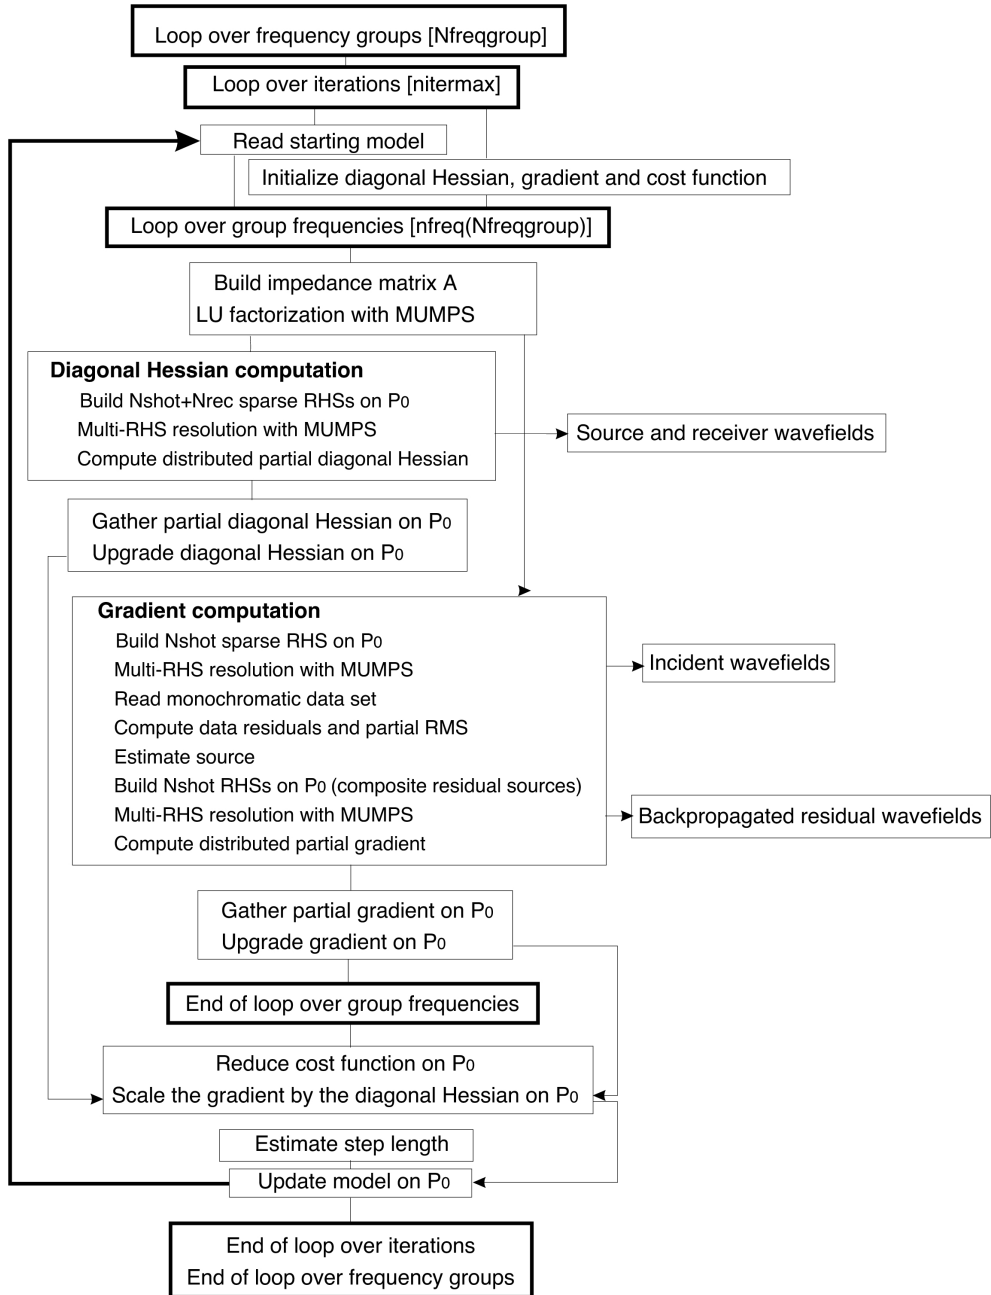 Loop over frequency groups [Nfreqgroup]
Loop over iterations [nitermax]
Read starting model
Initialize diagonal Hessian, gradient and cost function
Loop over group frequencies [nfreq(Nfreqgroup)]
Build impedance matrix A
LU factorization with MUMPS
Diagonal Hessian computation
Build Nshot+Nrec sparse RHSs on P0
Multi-RHS resolution with MUMPS
Compute distributed partial diagonal Hessian
Source and receiver wavefields
Gather partial diagonal Hessian on P0
Upgrade diagonal Hessian on P0
Gradient computation
Build Nshot sparse RHS on P0
Multi-RHS resolution with MUMPS
Read monochromatic data set
Compute data residuals and partial RMS
Estimate source
Build Nshot RHSs on P0 (composite residual sources)
Multi-RHS resolution with MUMPS
Compute distributed partial gradient
Incident wavefields
Backpropagated residual wavefields
Gather partial gradient on P0
Upgrade gradient on P0
End of loop over group frequencies
Reduce cost function on P0
Scale the gradient by the diagonal Hessian on P0
Estimate step length
Update model on P0
End of loop over iterations
End of loop over frequency groups